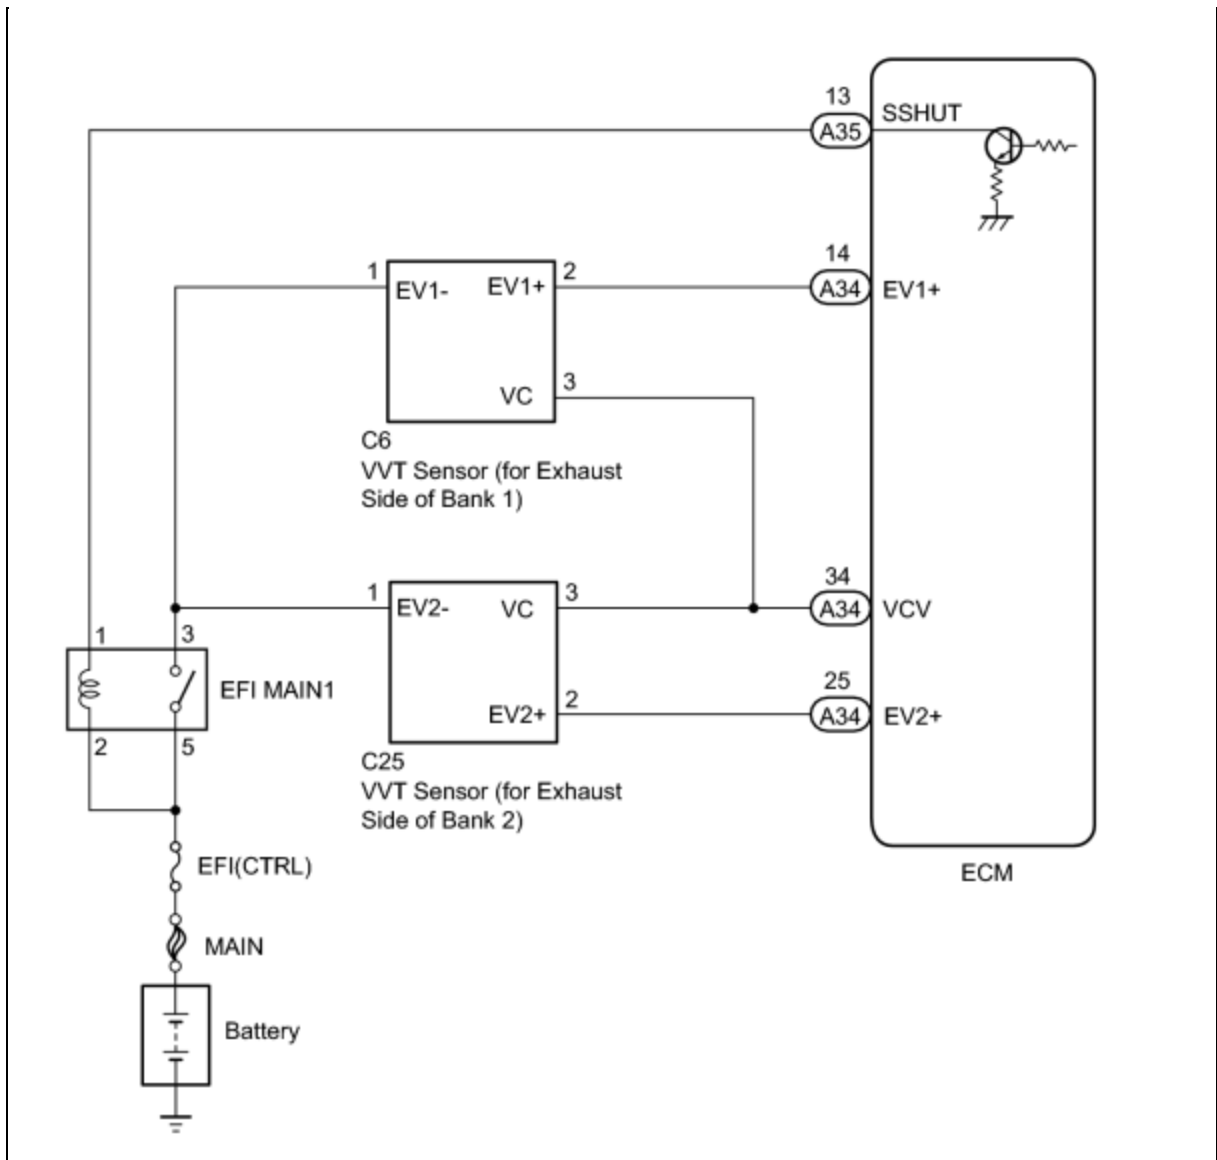 13
A35
SSHUT
14
A34
EV1+
1
EV1-
EV1+
2
VC
3
C6
VVT Sensor (for Exhaust
Side of Bank 1)
34
A34
VCV
1
EV2-
VC
3
25
A34
EV2+
EV2+
2
C25
VVT Sensor (for Exhaust
Side of Bank 2)
1
3
EFI MAIN1
2
5
ECM
EFI(CTRL)
MAIN
Battery